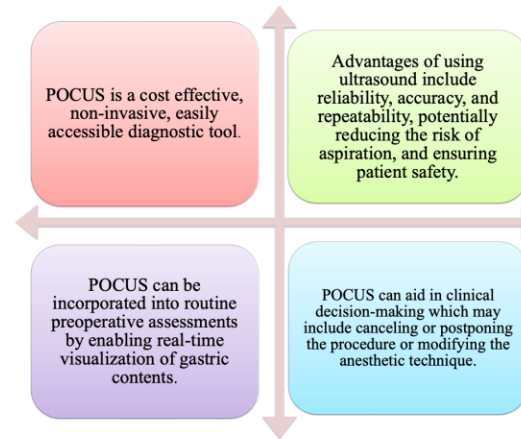 POCUS is a cost effective,
non-invasive, easily
accessible diagnostic tool.
Advantages of using
ultrasound include
reliability, accuracy, and
repeatability, potentially
reducing the risk of
aspiration, and ensuring
patient safety.
POCUS can be
incorporated into routine
preoperative assessments
by enabling real-time
visualization of gastric
contents.
POCUS can aid in clinical
decision-making which may
include canceling or postponing
the procedure or modifying the
anesthetic technique.